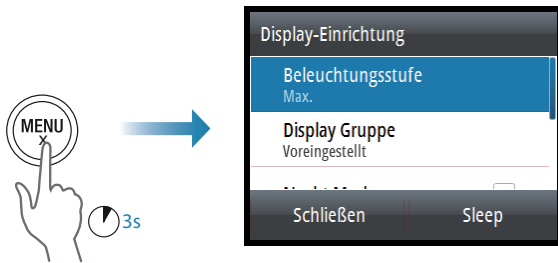 MENU
X
3s
Display-Einrichtung
Beleuchtungsstufe
Max.
Display Gruppe
Voreingestellt
Schließen
Sleep